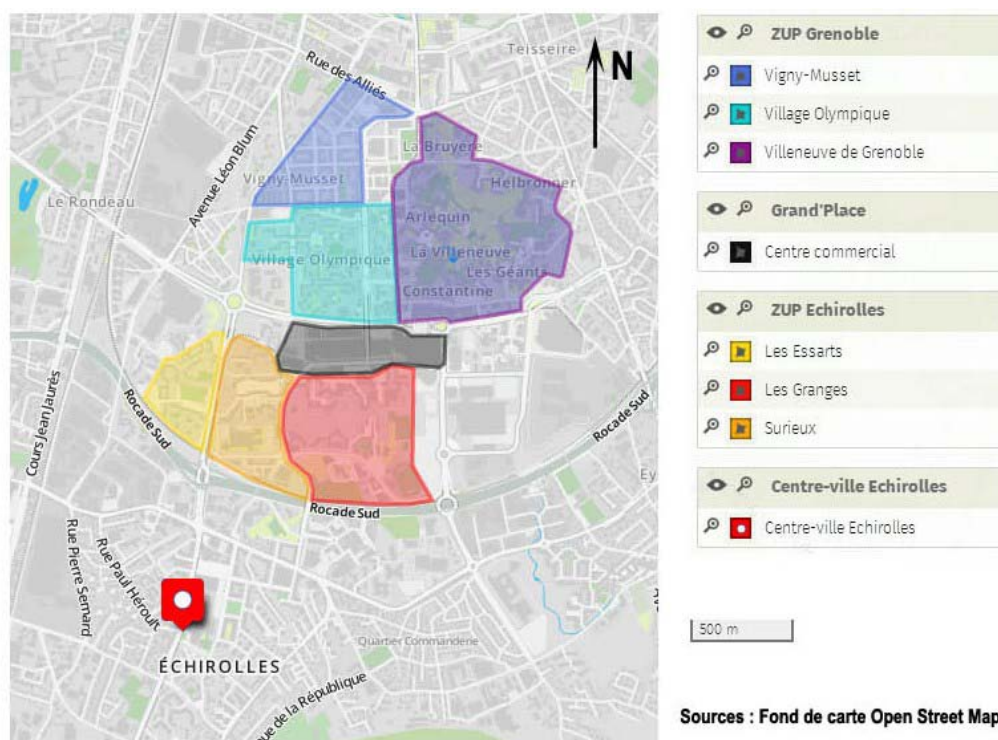 Teisseire
N
Rue des Alliés
La Bruyère
Avenue Léon Blum
Vigny-Musset
Helbronner
Le Rondeau
Arlequin
La Villeneuve
Village Olympique
Les Géants
Constantine
Cours Jean Jaurès
Rocade Sud
Rocade Sud
Ey
Rocade Sud
Rue Pierre Semard
Rue Paul Héroult
Quartier Commanderie
ÉCHIROLLES
ue de la République
ZUP Grenoble
Vigny-Musset
Village Olympique
Villeneuve de Grenoble
Grand'Place
Centre commercial
ZUP Echirolles
Les Essarts
Les Granges
Surieux
Centre-ville Echirolles
Centre-ville Echirolles
500 m
Sources : Fond de carte Open Street Map